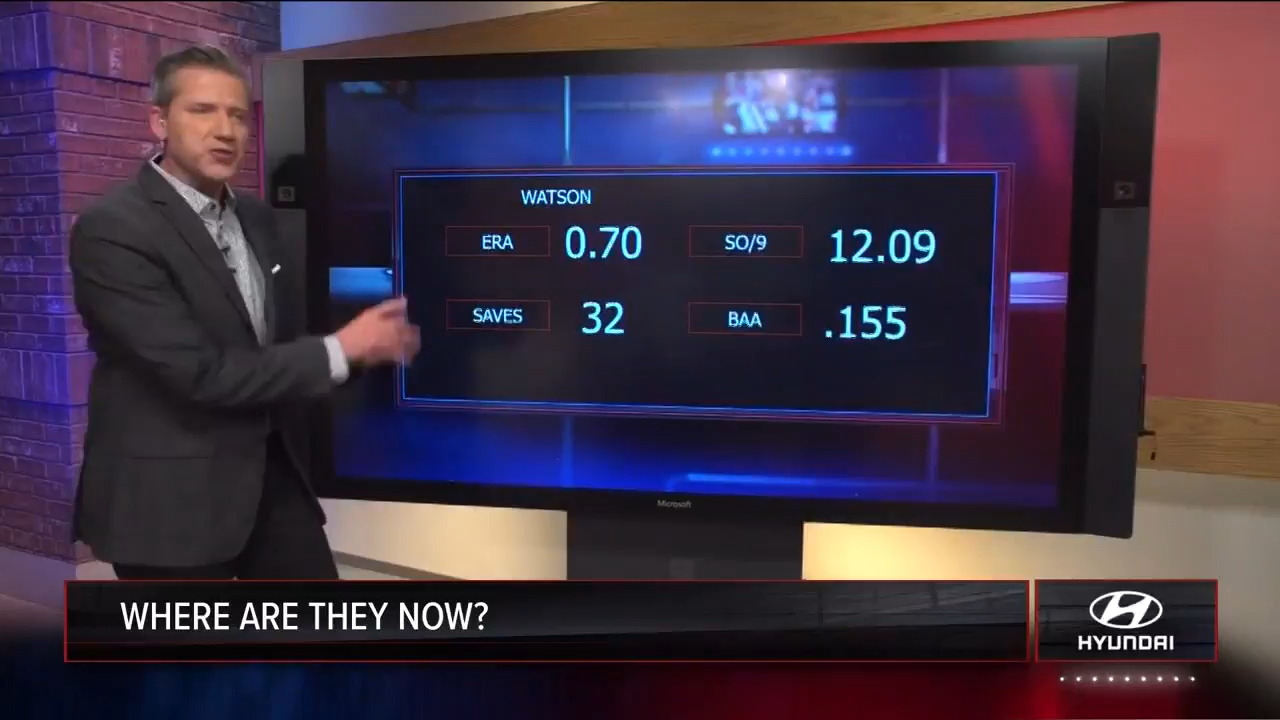 WATSON
ERA 0.70 SO/9 12.09
SAVES 32 BAA .155
Microsoft
WHERE ARE THEY NOW?
HYUNDAI